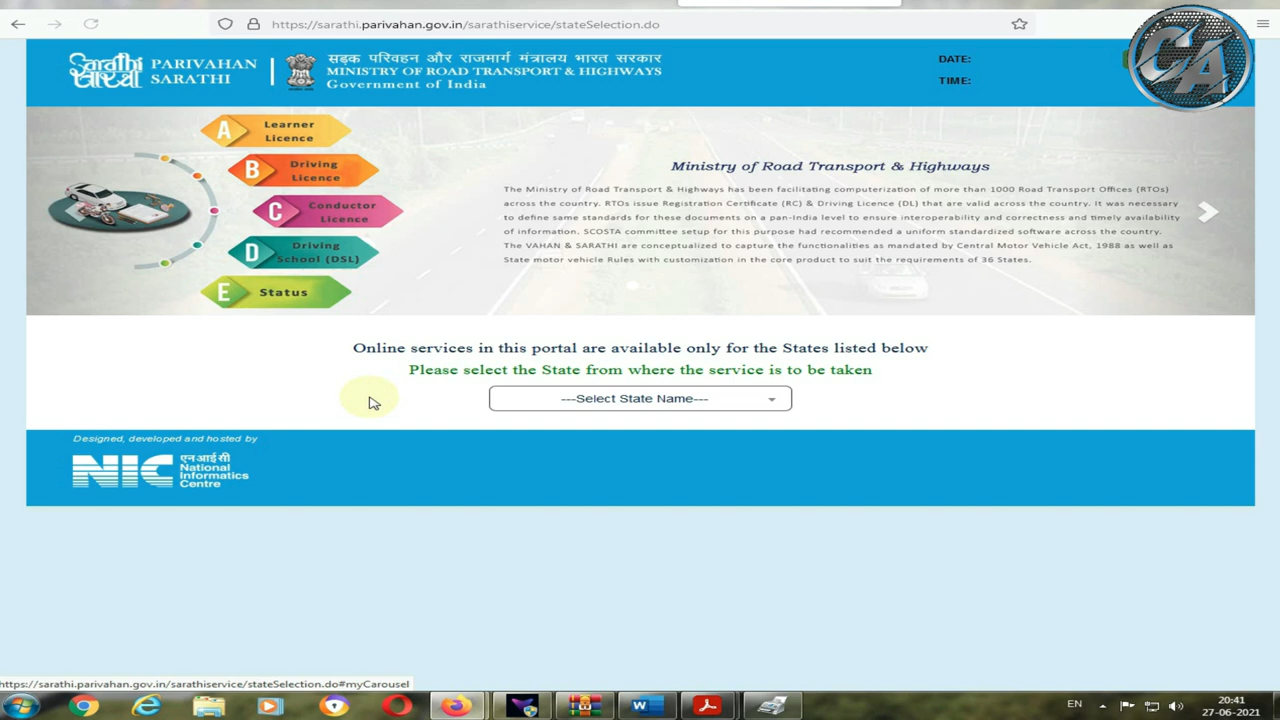 https://sarathi.parivahan.gov.in/sarathiservice/stateSelection.do
Sarathi
सारथी
PARIVAHAN
SARATHI
सड़क परिवहन और राजमार्ग मंत्रालय भारत सरकार
MINISTRY OF ROAD TRANSPORT & HIGHWAYS
Government of India
DATE:
TIME:
CA
A
Learner
Licence
B
Driving
Licence
C
Conductor
Licence
D
Driving
School (DSL)
E
Status
Ministry of Road Transport & Highways
The Ministry of Road Transport & Highways has been facilitating computerization of more than 1000 Road Transport Offices (RTOs)
across the country. RTOs issue Registration Certificate (RC) & Driving Licence (DL) that are valid across the country. It was necessary
to define same standards for these documents on a pan-India level to ensure interoperability and correctness and timely availability
of information. SCOSTA committee setup for this purpose had recommended a uniform standardized software across the country.
The VAHAN & SARATHI are conceptualized to capture the functionalities as mandated by Central Motor Vehicle Act, 1988 as well as
State motor vehicle Rules with customization in the core product to suit the requirements of 36 States.
Online services in this portal are available only for the States listed below
Please select the State from where the service is to be taken
---Select State Name---
Designed, developed and hosted by
NIC
एनआईसी
National
Informatics
Centre
https://sarathi.parivahan.gov.in/sarathiservice/stateSelection.do#myCarousel
EN
20:41
27-06-2021